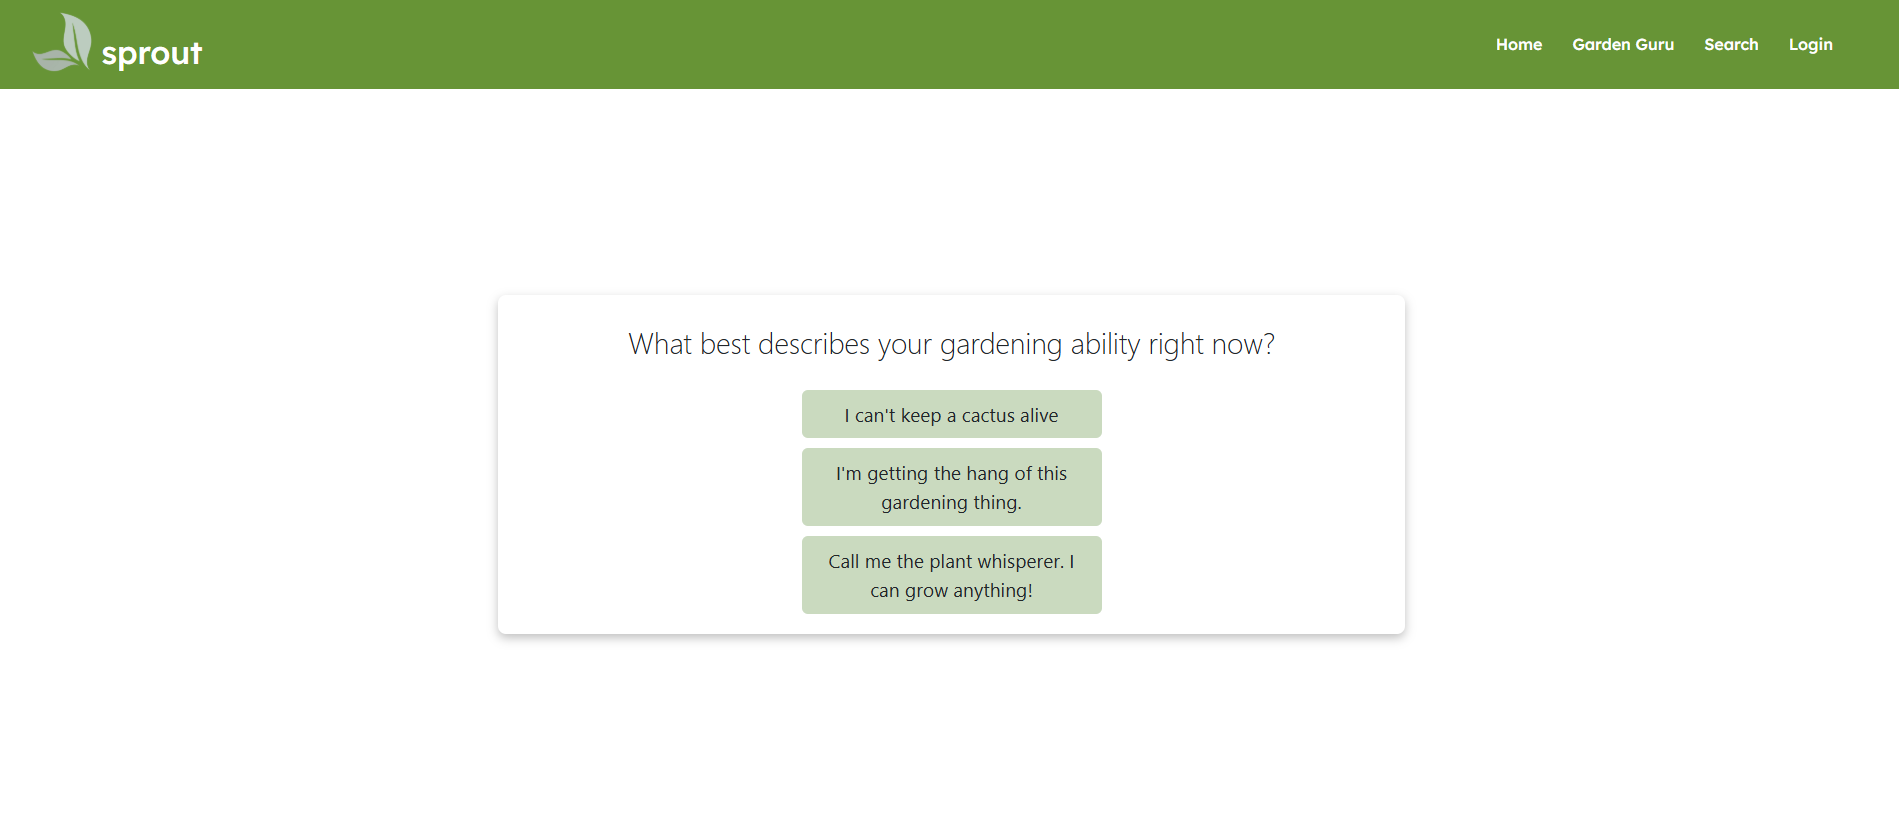 sprout
Home Garden Guru Search Login
What best describes your gardening ability right now?
I can't keep a cactus alive
I'm getting the hang of this
gardening thing.
Call me the plant whisperer. I
can grow anything!